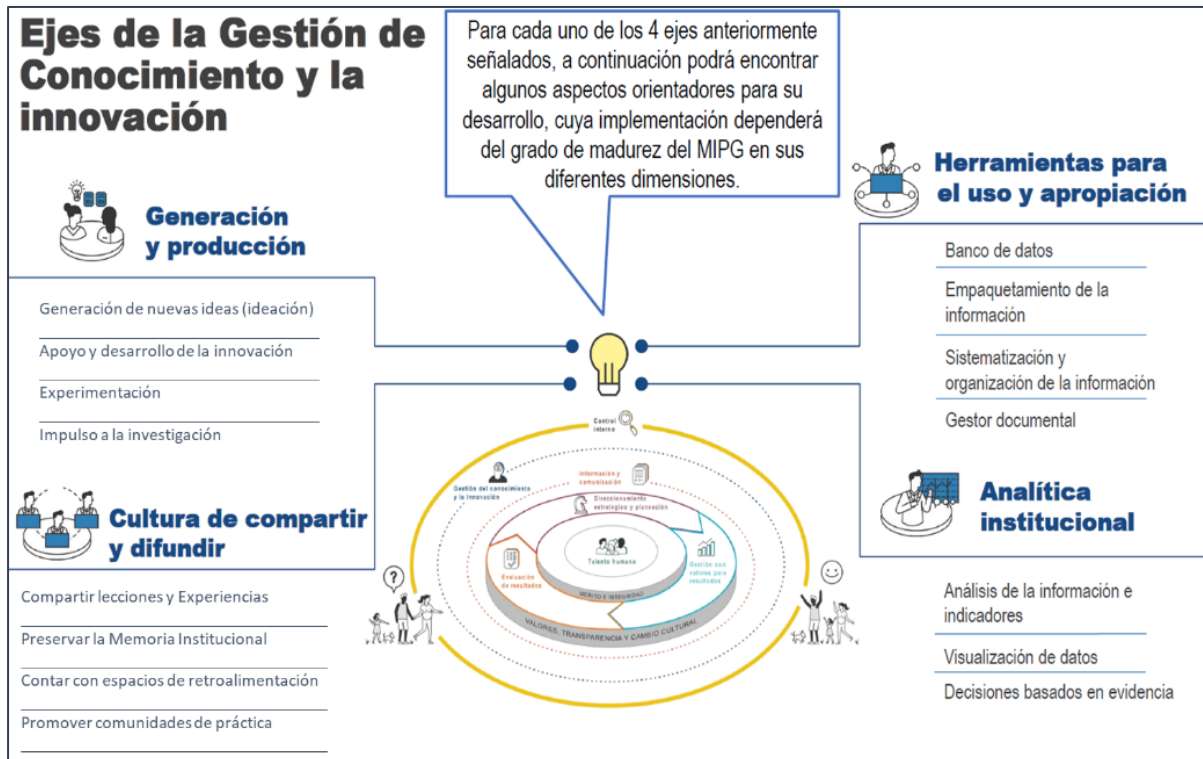 Ejes de la Gestión de
Conocimiento y la
innovación
Para cada uno de los 4 ejes anteriormente
señalados, a continuación podrá encontrar
algunos aspectos orientadores para su
desarrollo, cuya implementación dependerá
del grado de madurez del MIPG en sus
diferentes dimensiones.
Generación
y producción
Generación de nuevas ideas (ideación)
Apoyo y desarrollo de la innovación
Experimentación
Impulso a la investigación
Herramientas para
el uso y apropiación
Banco de datos
Empaquetamiento de la
información
Sistematización y
organización de la información
Gestor documental
Cultura de compartir
y difundir
Compartir lecciones y Experiencias
Preservar la Memoria Institucional
Contar con espacios de retroalimentación
Promover comunidades de práctica
Analítica
institucional
Análisis de la información e
indicadores
Visualización de datos
Decisiones basados en evidencia
Control
interno
Gestión del conocimiento
y la innovación
Información y
comunicación
Direccionamiento
estratégico y planeación
Talento humano
Evaluación
de resultados
Gestión con
valores para
resultados
MÉRITO E INTEGRIDAD
VALORES, TRANSPARENCIA Y CAMBIO CULTURAL
?